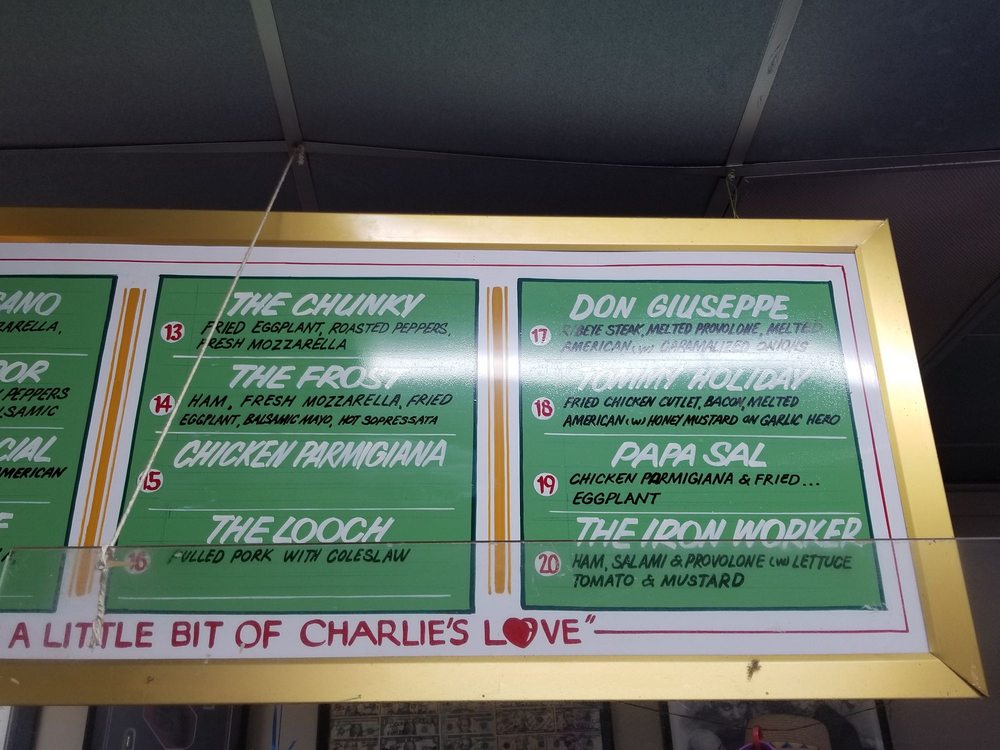 THE CHUNKY
13 FRIED EGGPLANT, ROASTED PEPPERS,
FRESH MOZZARELLA
THE FROST
14 HAM, FRESH MOZZARELLA, FRIED
EGGPLANT, BALSAMIC MAYO, HOT SOPRESSATA
CHICKEN PARMIGIANA
15
THE LOOCH
16 PULLED PORK WITH COLESLAW
DON GIUSEPPE
17 RIBEYE STEAK, MELTED PROVOLONE, MELTED
AMERICAN (W) CARAMALIZED ONIONS
TOMMY HOLIDAY
18 FRIED CHICKEN CUTLET, BACON, MELTED
AMERICAN (W) HONEY MUSTARD ON GARLIC HERO
PAPA SAL
19 CHICKEN PARMIGIANA & FRIED...
EGGPLANT
THE IRON WORKER
20 HAM, SALAMI & PROVOLONE (W) LETTUCE
TOMATO & MUSTARD
PEPPERS
AMERICAN
A LITTLE BIT OF CHARLIE'S LOVE"